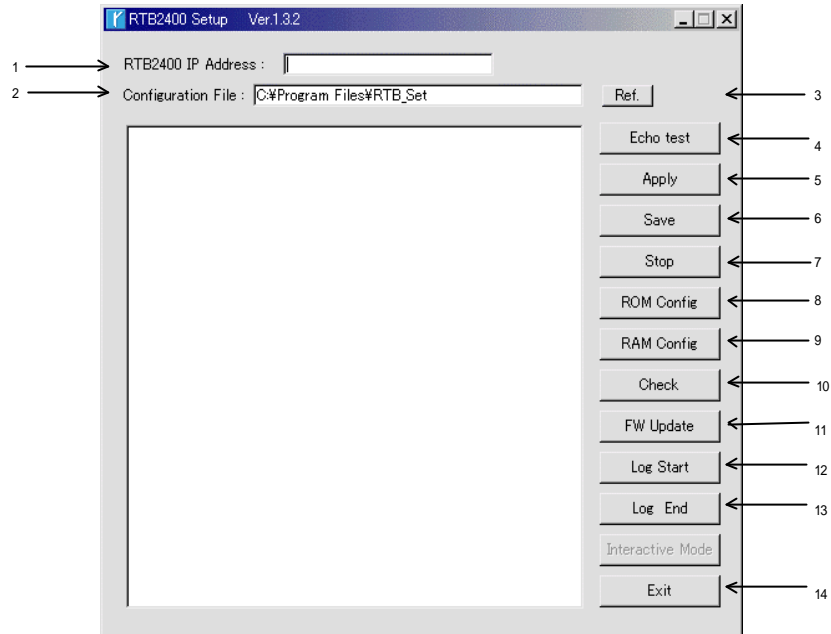 RTB2400 Setup Ver.1.3.2
1 RTB2400 IP Address :
2 Configuration File : C:¥Program Files¥RTB_Set Ref. 3
Echo test 4
Apply 5
Save 6
Stop 7
ROM Config 8
RAM Config 9
Check 10
FW Update 11
Log Start 12
Log End 13
Interactive Mode
Exit 14